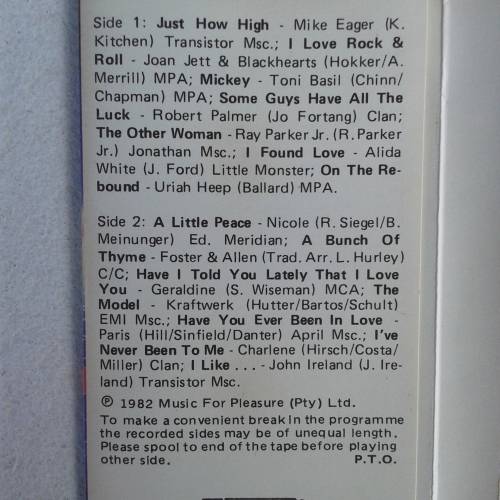 Side 1: Just How High - Mike Eager (K.
Kitchen) Transistor Msc.; I Love Rock &
Roll - Joan Jett & Blackhearts (Hokker/A.
Merrill) MPA; Mickey - Toni Basil (Chinn/
Chapman) MPA; Some Guys Have All The
Luck - Robert Palmer (Jo Fortang) Clan;
The Other Woman - Ray Parker Jr. (R. Parker
Jr.) Jonathan Msc.; I Found Love - Alida
White (J. Ford) Little Monster; On The Re-
bound - Uriah Heep (Ballard) MPA.
Side 2: A Little Peace - Nicole (R. Siegel/B.
Meinunger) Ed. Meridian; A Bunch Of
Thyme - Foster & Allen (Trad. Arr. L. Hurley)
C/C; Have I Told You Lately That I Love
You - Geraldine (S. Wiseman) MCA; The
Model - Kraftwerk (Hutter/Bartos/Schult)
EMI Msc.; Have You Ever Been In Love -
Paris (Hill/Sinfield/Danter) April Msc.; I've
Never Been To Me - Charlene (Hirsch/Costa/
Miller) Clan; I Like . . . - John Ireland (J. Ire-
land) Transistor Msc.
℗ 1982 Music For Pleasure (Pty) Ltd.
To make a convenient break in the programme
the recorded sides may be of unequal length.
Please spool to end of the tape before playing
other side. P.T.O.